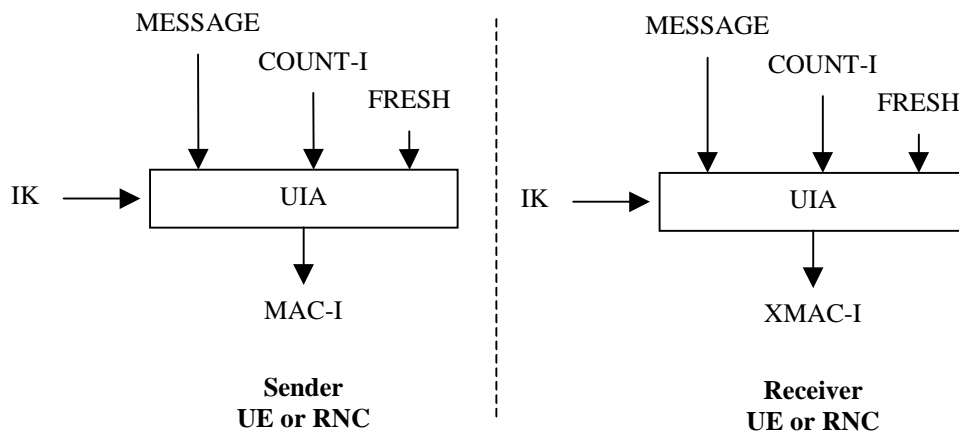 MESSAGE
COUNT-I
FRESH
IK
UIA
MAC-I
Sender
UE or RNC
MESSAGE
COUNT-I
FRESH
IK
UIA
XMAC-I
Receiver
UE or RNC